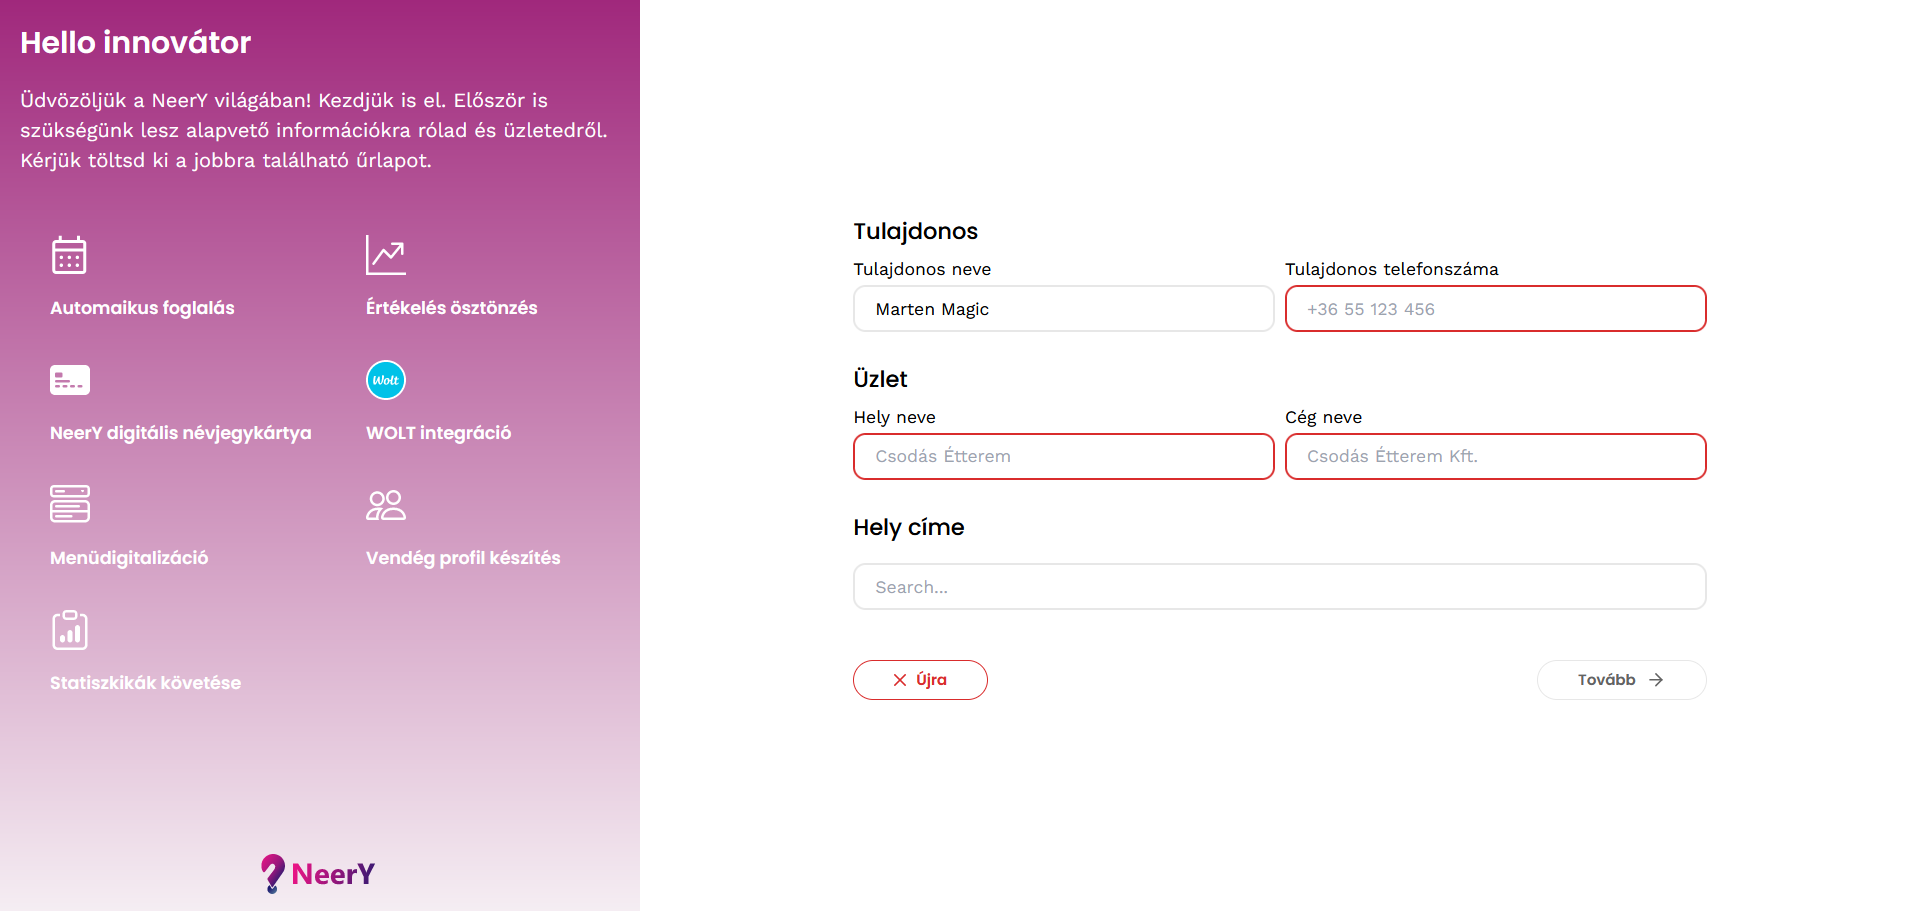 Hello innovátor
Üdvözöljük a NeerY világában! Kezdjük is el. Először is
szükségünk lesz alapvető információkra rólad és üzletedről.
Kérjük töltsd ki a jobbra található űrlapot.
Automaikus foglalás
Értékelés ösztönzés
NeerY digitális névjegykártya
Wolt
WOLT integráció
Menüdigitalizáció
Vendég profil készítés
Statiszkikák követése
NeerY
Tulajdonos
Tulajdonos neve
Tulajdonos telefonszáma
Marten Magic
+36 55 123 456
Üzlet
Hely neve
Cég neve
Csodás Étterem
Csodás Étterem Kft.
Hely címe
Search...
Újra
Tovább